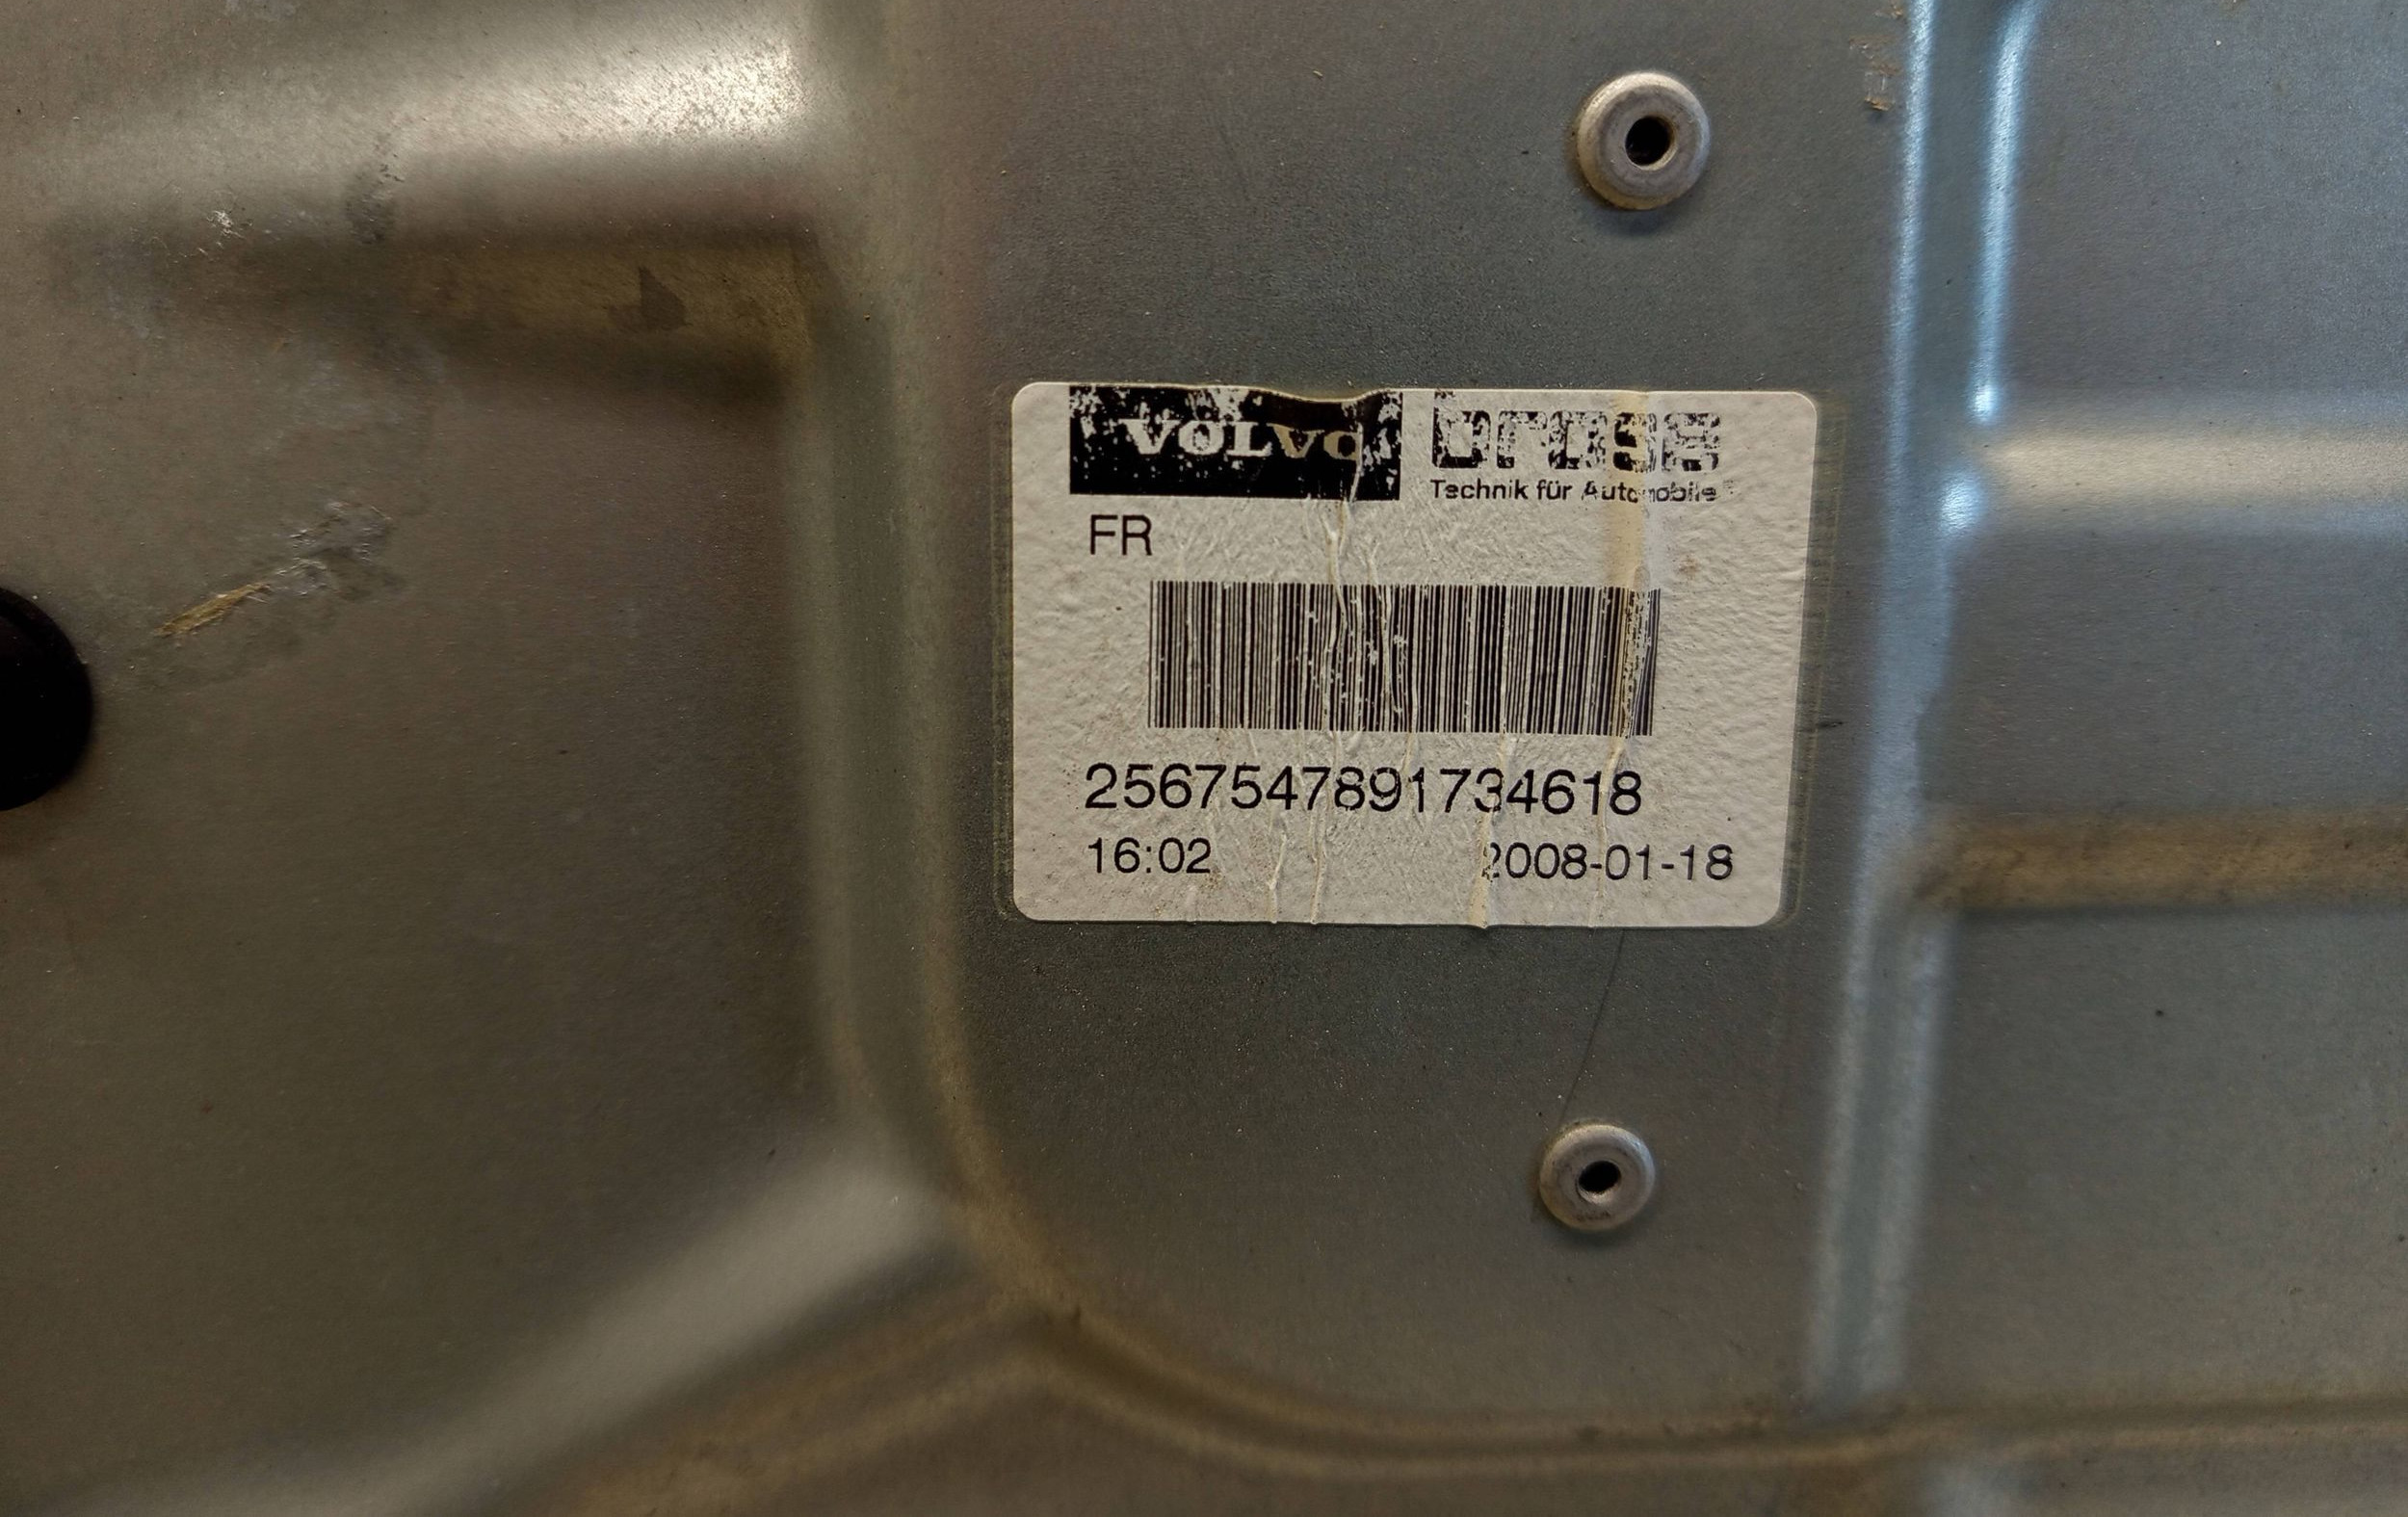 VOLVO brose
Technik für Automobile
FR
2567547891734618
16:02 2008-01-18